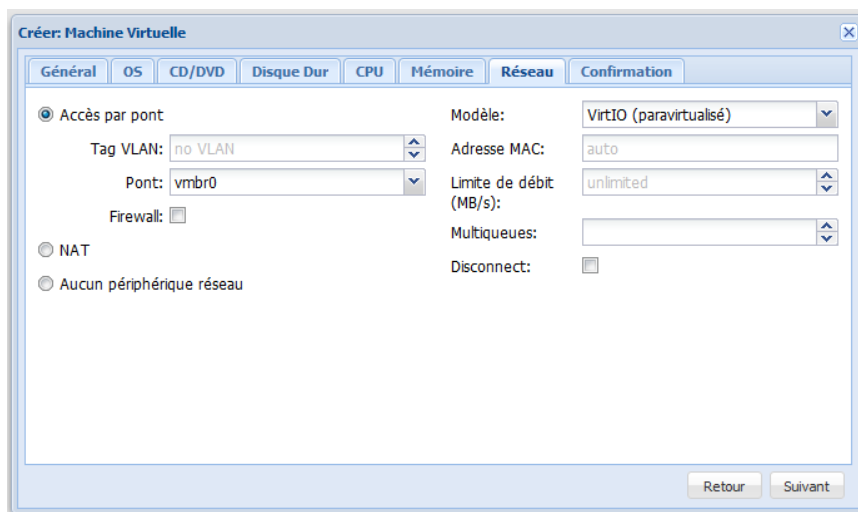 Créer: Machine Virtuelle
Général OS CD/DVD Disque Dur CPU Mémoire Réseau Confirmation
Accès par pont
Tag VLAN: no VLAN
Pont: vmbr0
Firewall:
NAT
Aucun périphérique réseau
Modèle: VirtIO (paravirtualisé)
Adresse MAC: auto
Limite de débit unlimited
(MB/s):
Multiqueues:
Disconnect:
Retour Suivant